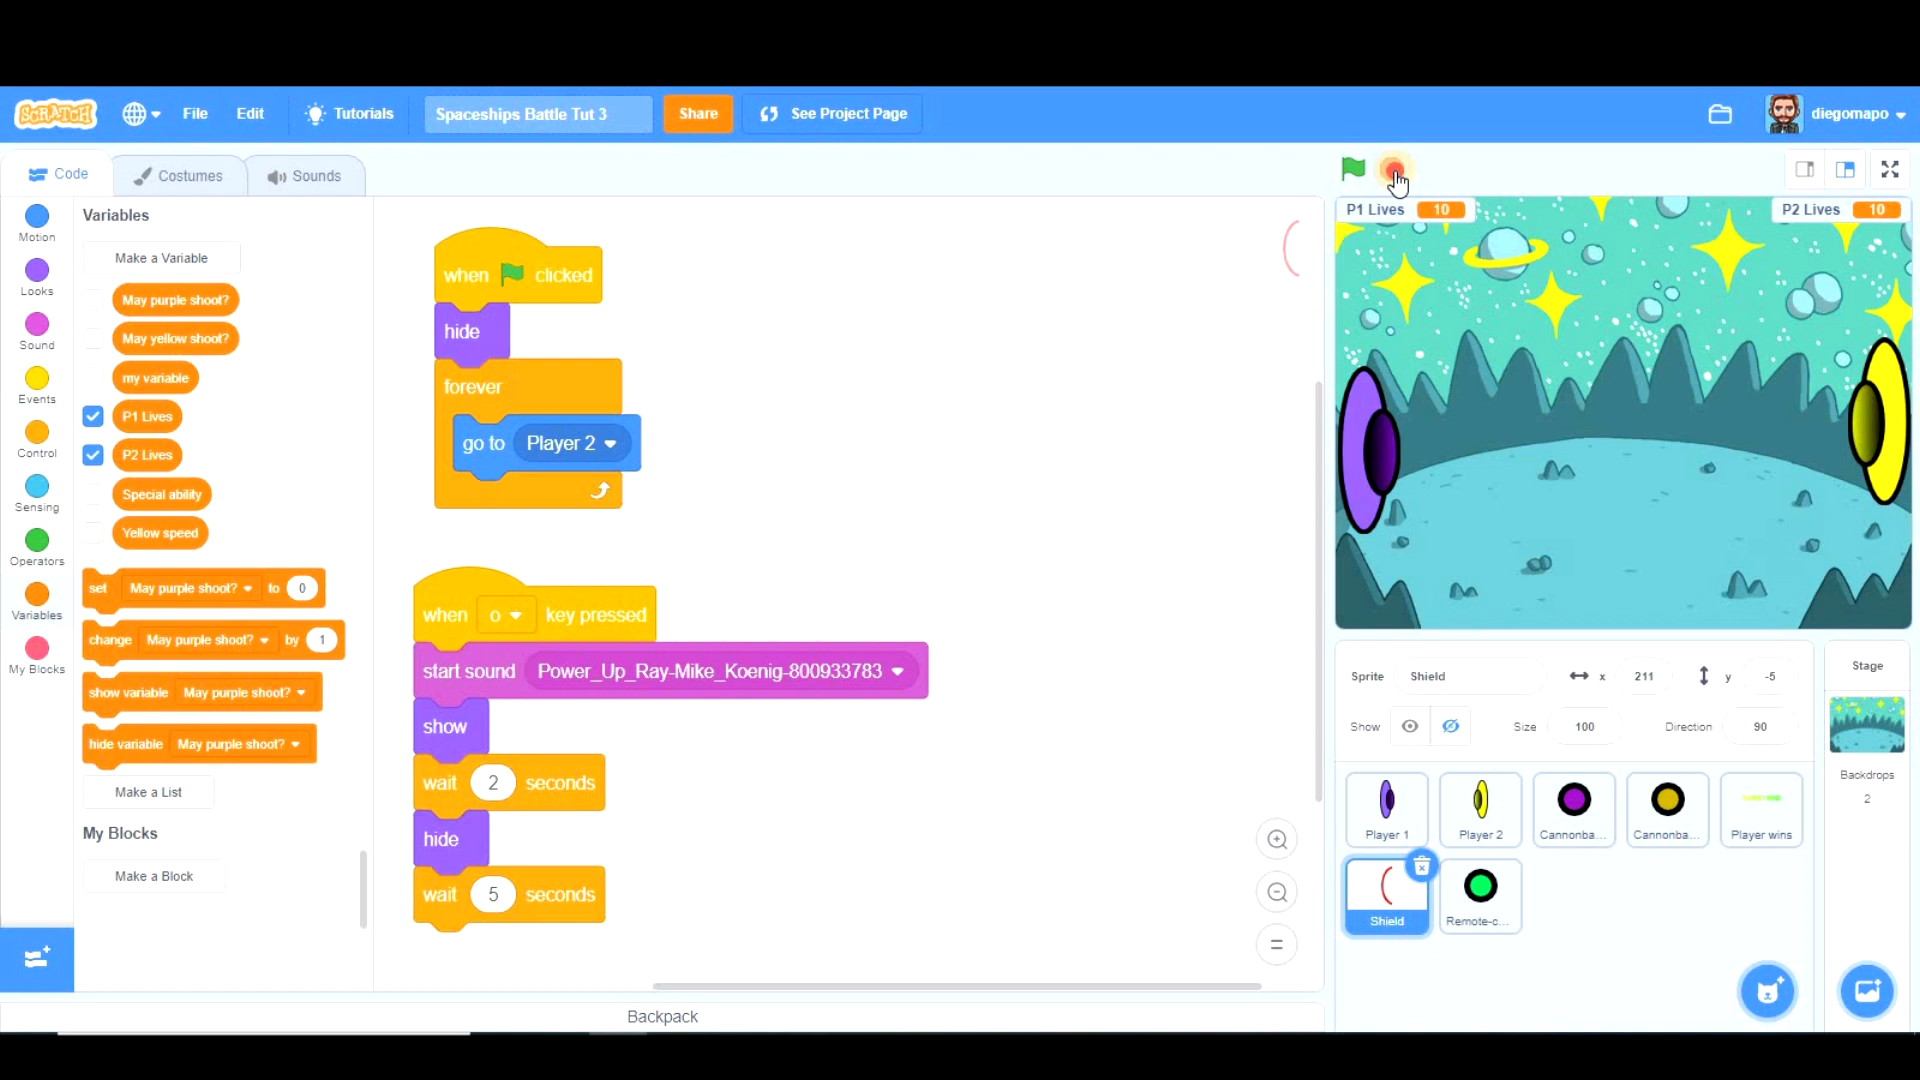 SCRATCH
File
Edit
Tutorials
Spaceships Battle Tut 3
Share
See Project Page
diegomapo
Code
Costumes
Sounds
Motion
Looks
Sound
Events
Control
Sensing
Operators
Variables
My Blocks
Variables
Make a Variable
May purple shoot?
May yellow shoot?
my variable
P1 Lives
P2 Lives
Special ability
Yellow speed
set May purple shoot? to 0
change May purple shoot? by 1
show variable May purple shoot?
hide variable May purple shoot?
Make a List
My Blocks
Make a Block
when clicked
hide
forever
go to Player 2
when o key pressed
start sound Power_Up_Ray-Mike_Koenig-800933783
show
wait 2 seconds
hide
wait 5 seconds
Backpack
P1 Lives 10
P2 Lives 10
Sprite Shield x 211 y -5
Show Size 100 Direction 90
Player 1
Player 2
Cannonba...
Cannonba...
Player wins
Shield
Remote-c...
Stage
Backdrops
2